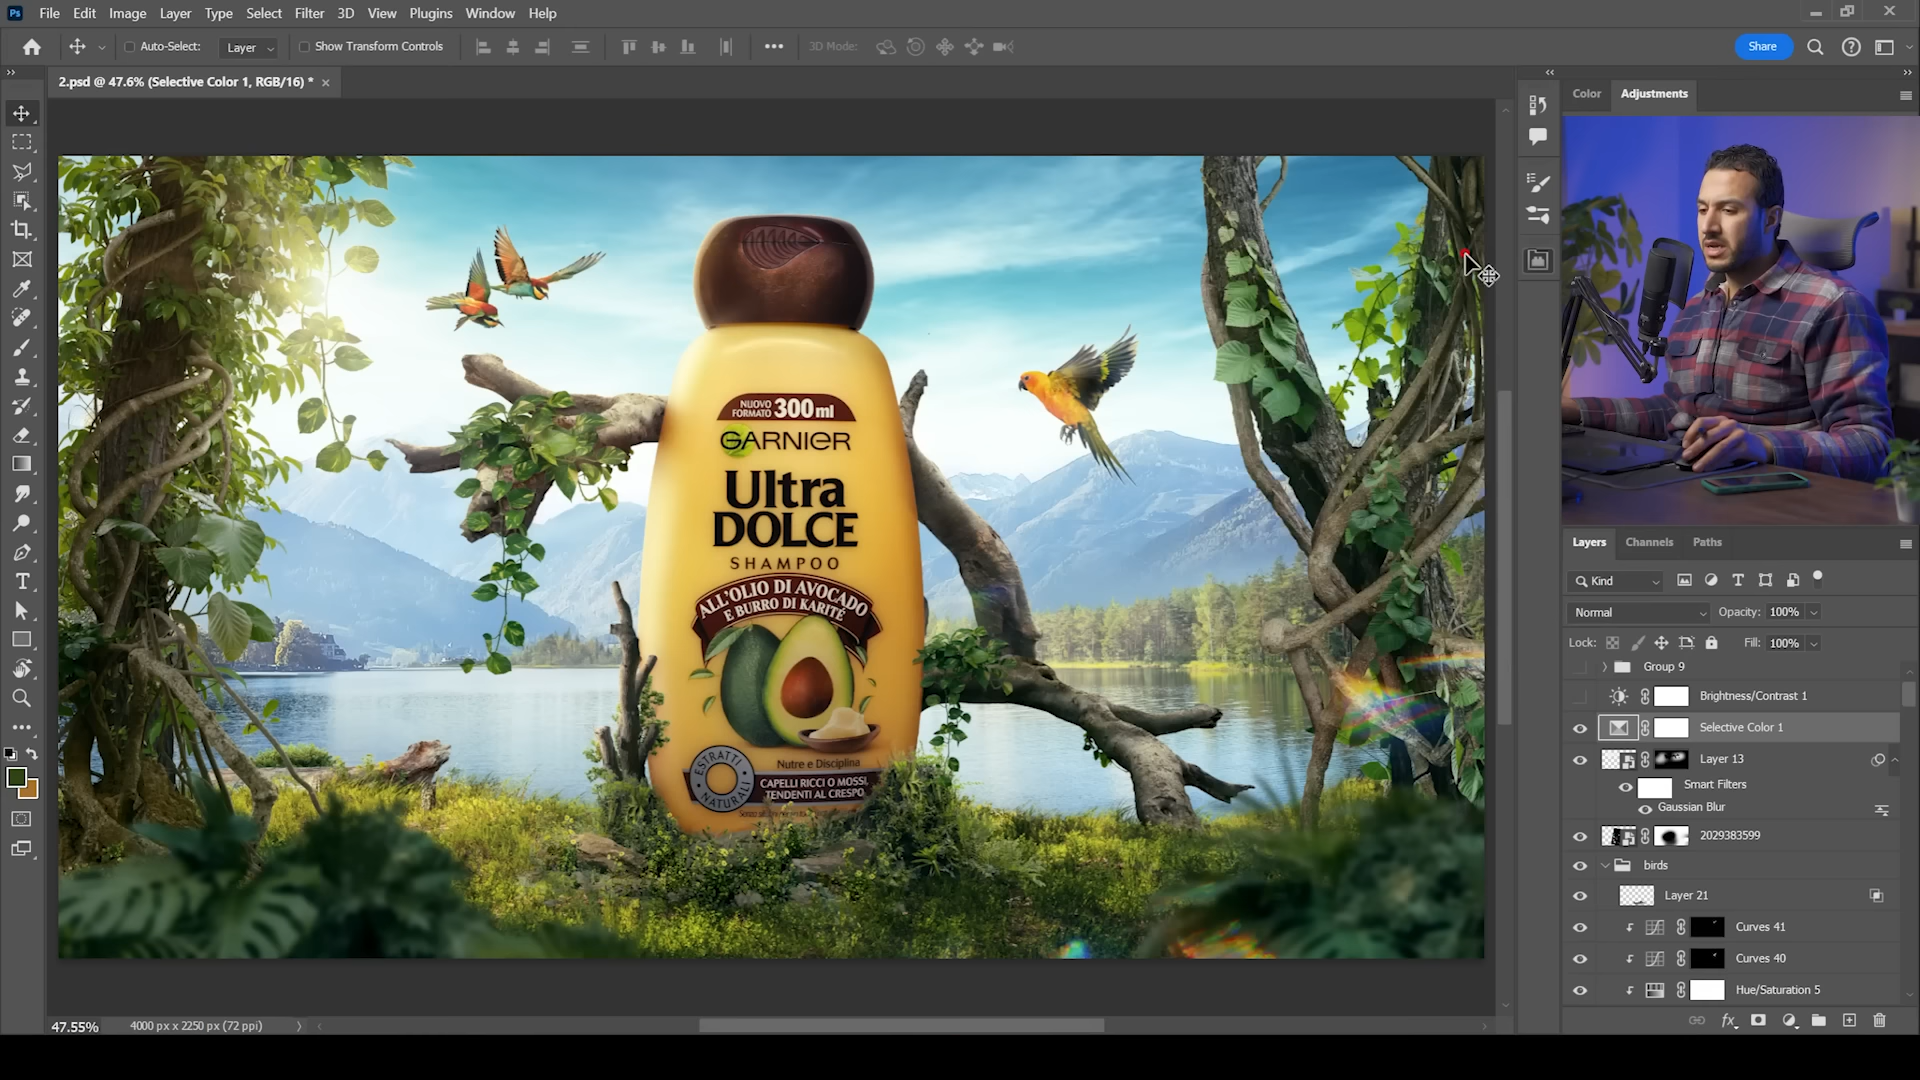 Ps File Edit Image Layer Type Select Filter 3D View Plugins Window Help
Auto-Select: Layer Show Transform Controls 3D Mode: Share
2.psd @ 47.6% (Selective Color 1, RGB/16) *
Color Adjustments
NUOVO
FORMATO 300ml
GARNIER
Ultra
DOLCE
SHAMPOO
ALL'OLIO DI AVOCADO
E BURRO DI KARITÉ
ESTRATTI
NATURALI
Nutre e Disciplina
CAPELLI RICCI O MOSSI,
TENDENTI AL CRESPO
Layers Channels Paths
Kind
Normal Opacity: 100%
Lock: Fill: 100%
Group 9
Brightness/Contrast 1
Selective Color 1
Layer 13
Smart Filters
Gaussian Blur
2029383599
birds
Layer 21
Curves 41
Curves 40
Hue/Saturation 5
fx
47.55% 4000 px x 2250 px (72 ppi)